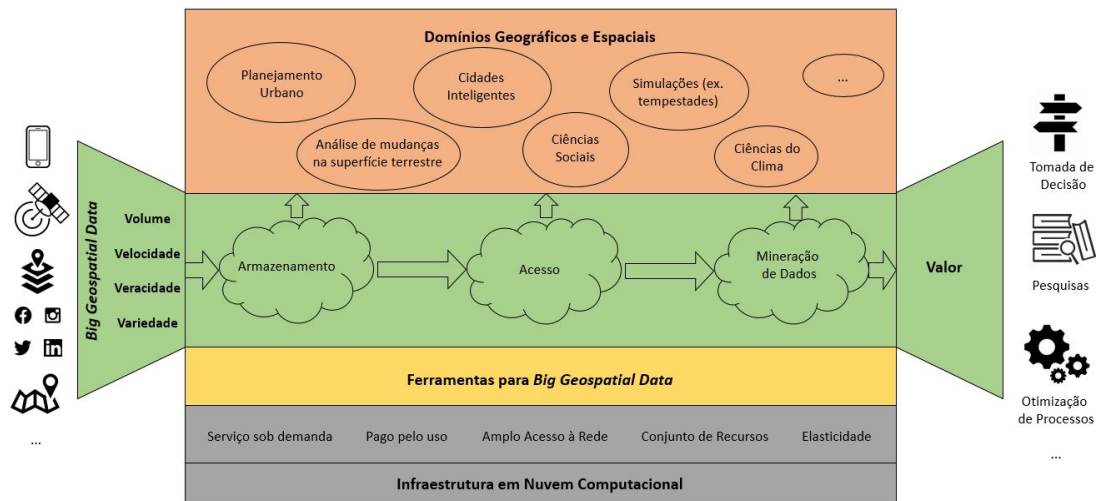 Domínios Geográficos e Espaciais
Planejamento
Urbano
Cidades
Inteligentes
Simulações (ex.
tempestades)
...
Análise de mudanças
na superfície terrestre
Ciências
Sociais
Ciências do
Clima
Big Geospatial Data
Volume
Velocidade
Veracidade
Variedade
...
Armazenamento
Acesso
Mineração
de Dados
Valor
Tomada de
Decisão
Pesquisas
Otimização
de Processos
...
Ferramentas para Big Geospatial Data
Serviço sob demanda
Pago pelo uso
Amplo Acesso à Rede
Conjunto de Recursos
Elasticidade
Infraestrutura em Nuvem Computacional